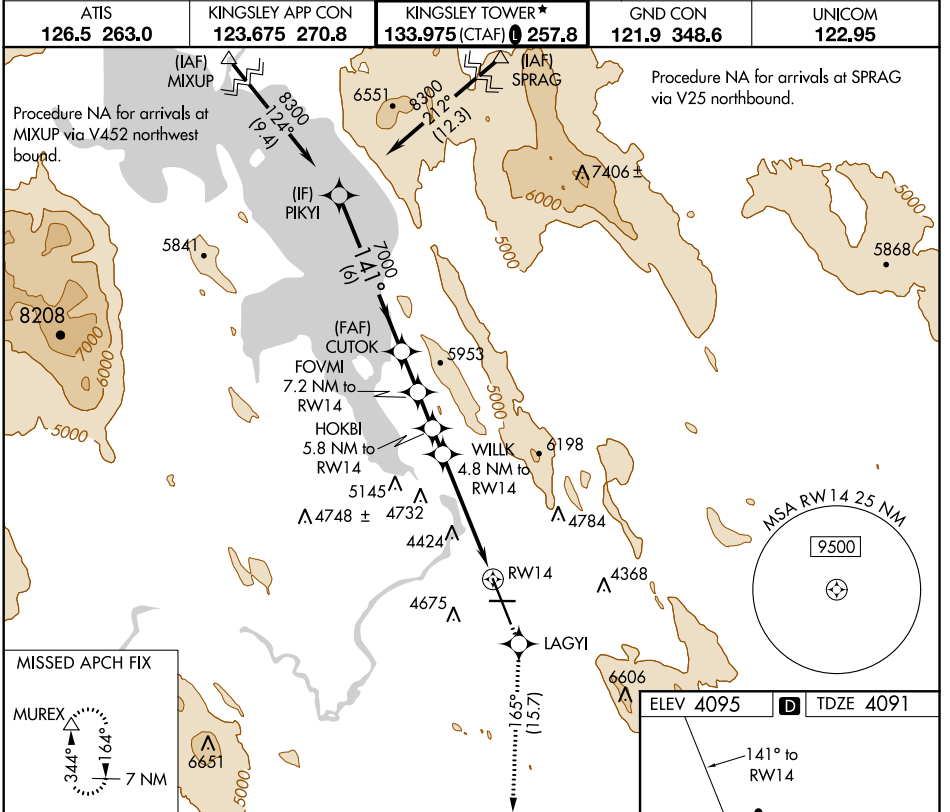 ATIS
126.5 263.0
KINGSLEY APP CON
123.675 270.8
KINGSLEY TOWER★
133.975 (CTAF) L 257.8
GND CON
121.9 348.6
UNICOM
122.95
(IAF)
MIXUP
(IAF)
SPRAG
Procedure NA for arrivals at SPRAG
via V25 northbound.
Procedure NA for arrivals at
MIXUP via V452 northwest
bound.
8300
124°
(9.4)
6551
8300
212°
(12.3)
7406 ±
6000
5000
5000
5868
(IF)
PIKYI
5841
7000
141°
(6)
8208
7000
6000
5000
(FAF)
CUTOK
5953
FOVMI
7.2 NM to
RW14
5000
HOKBI
5.8 NM to
RW14
WILLK
4.8 NM to
RW14
6198
5145
4732
4748 ±
4784
4424
MSA RW14 25 NM
9500
RW14
4368
4675
LAGYI
165°
(15.7)
6606
MISSED APCH FIX
MUREX
344°
164°
7 NM
6651
5000
ELEV 4095
D
TDZE 4091
141° to
RW14